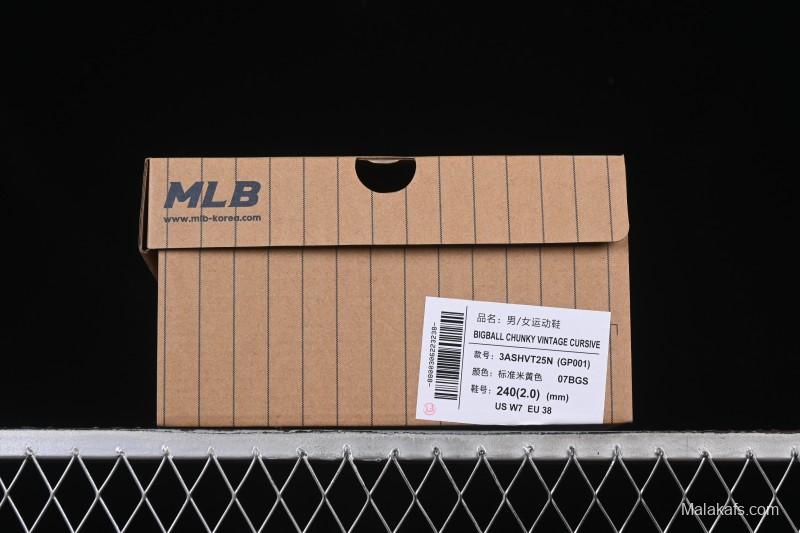 MLB
www.mlb-korea.com
品名：男/女运动鞋
BIGBALL CHUNKY VINTAGE CURSIVE
款号：3ASHVT25N (GP001)
颜色：标准米黄色 07BGS
鞋号：240(2.0) (mm)
US W7 EU 38
-8800306223238-
13
Malakafs.com